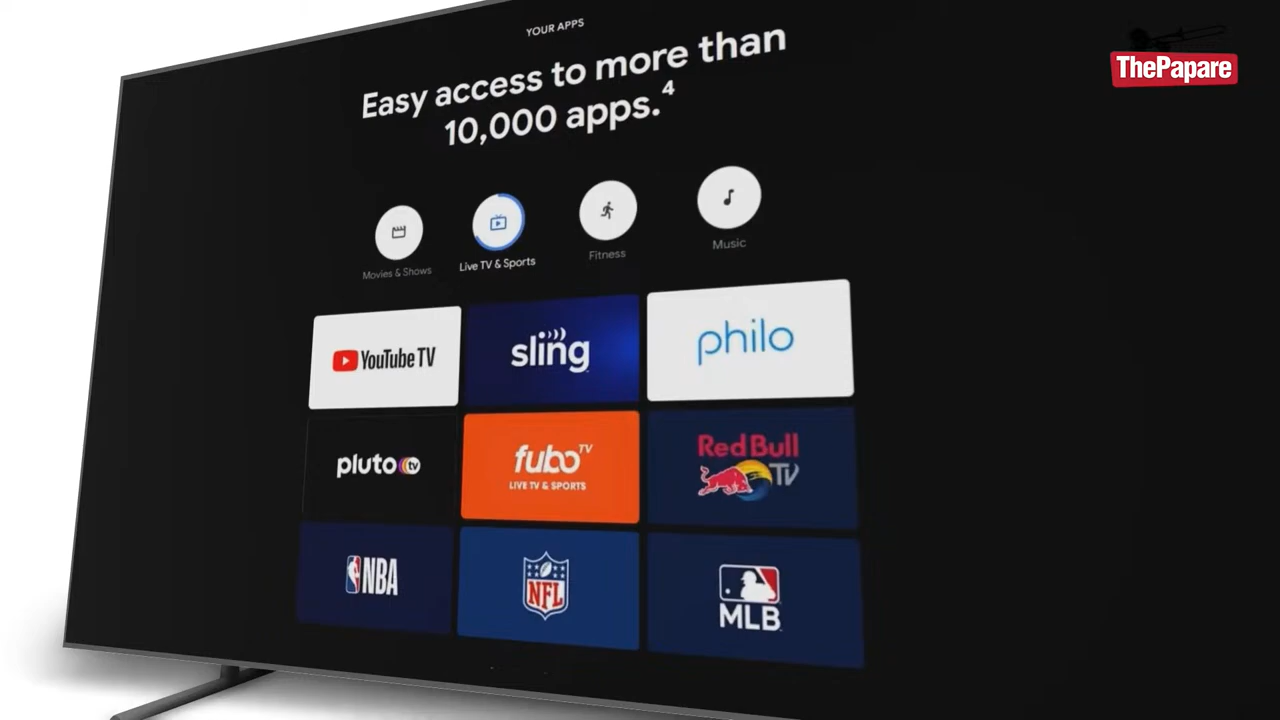 YOUR APPS
ThePapare
Easy access to more than
10,000 apps.⁴
Movies & Shows
Live TV & Sports
Fitness
Music
YouTube TV
sling
philo
pluto tv
fubo TV
LIVE TV & SPORTS
Red Bull
TV
NBA
NFL
MLB